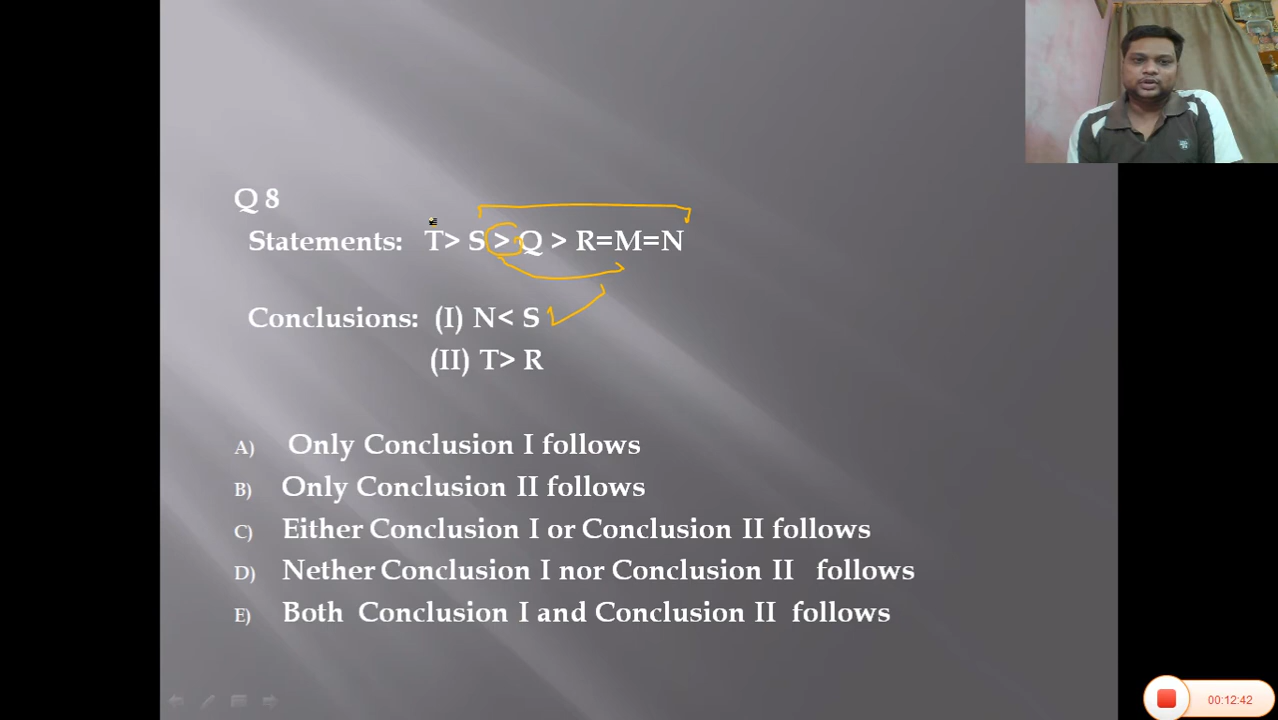 Q 8
Statements: T> S > Q > R=M=N
Conclusions: (I) N< S
(II) T> R
A) Only Conclusion I follows
B) Only Conclusion II follows
C) Either Conclusion I or Conclusion II follows
D) Nether Conclusion I nor Conclusion II follows
E) Both Conclusion I and Conclusion II follows
00:12:42